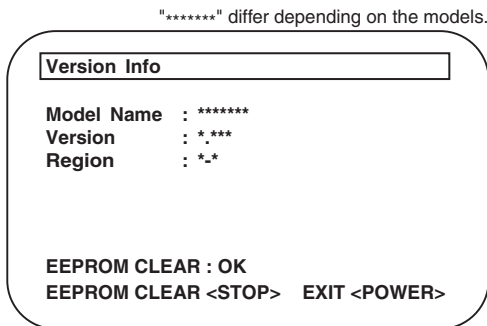 "*******" differ depending on the models.
Version Info
Model Name : *******
Version : *.***
Region : *-*
EEPROM CLEAR : OK
EEPROM CLEAR <STOP> EXIT <POWER>